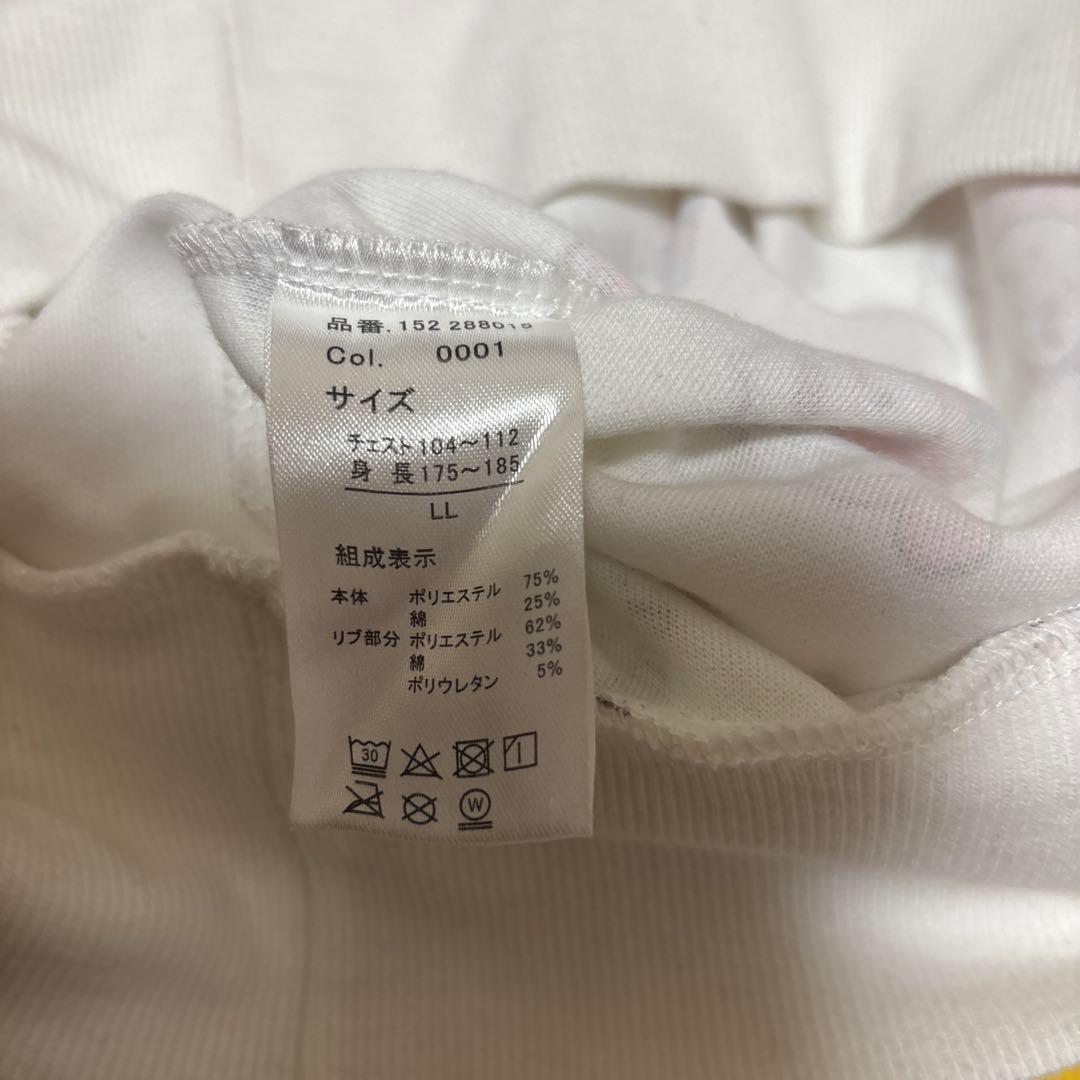 品番.152 288015
Col. 0001
サイズ
チェスト104〜112
身 長175〜185
LL
組成表示
本体 ポリエステル 75%
綿 25%
リブ部分 ポリエステル 62%
綿 33%
ポリウレタン 5%
30
W